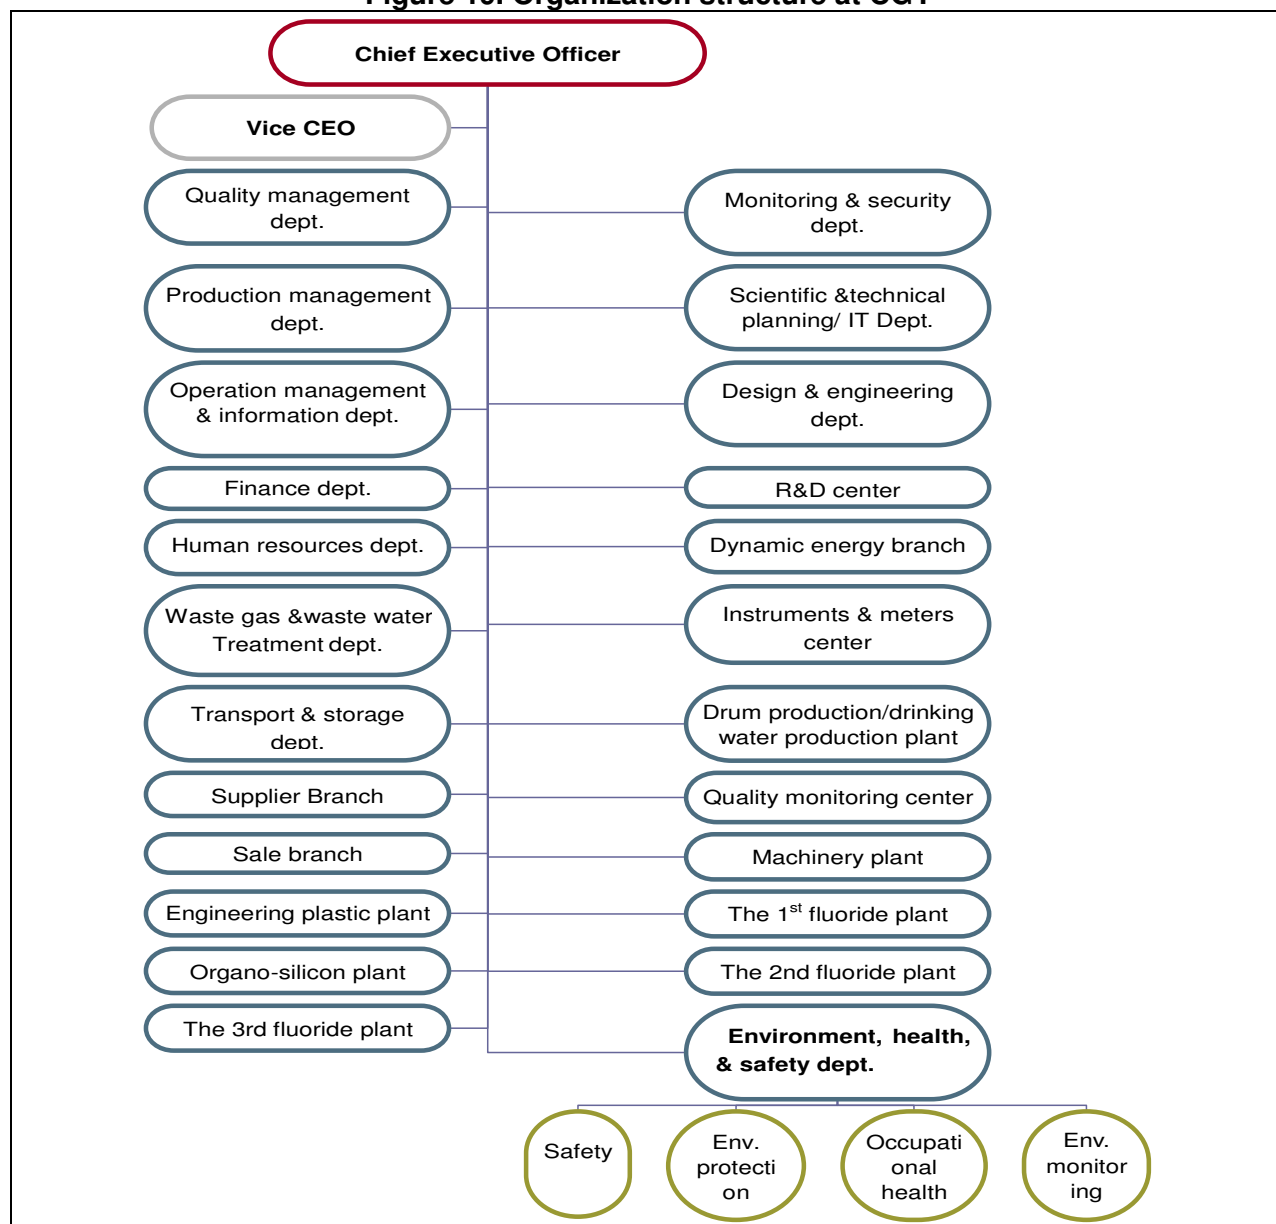 Chief Executive Officer
Vice CEO
Quality management
dept.
Monitoring & security
dept.
Production management
dept.
Scientific &technical
planning/ IT Dept.
Operation management
& information dept.
Design & engineering
dept.
Finance dept.
R&D center
Human resources dept.
Dynamic energy branch
Waste gas &waste water
Treatment dept.
Instruments & meters
center
Transport & storage
dept.
Drum production/drinking
water production plant
Supplier Branch
Quality monitoring center
Sale branch
Machinery plant
Engineering plastic plant
The 1st fluoride plant
Organo-silicon plant
The 2nd fluoride plant
The 3rd fluoride plant
Environment, health,
& safety dept.
Safety
Env.
protecti
on
Occupati
onal
health
Env.
monitor
ing